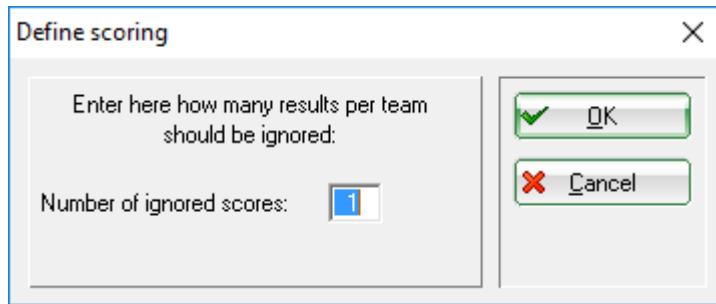 Define scoring
Enter here how many results per team
should be ignored:
Number of ignored scores: 1
OK
Cancel